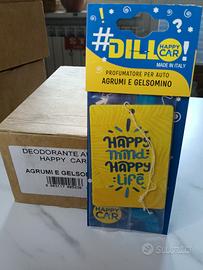 #DILLO!
HAPPY
CAR
MADE IN ITALY
PROFUMATORE PER AUTO
AGRUMI E GELSOMINO
HAPPY
mind
HAPPY
LiFE
HAPPY
CAR
DEODORANTE A
HAPPY CAR
AGRUMI E GELSO
Subito